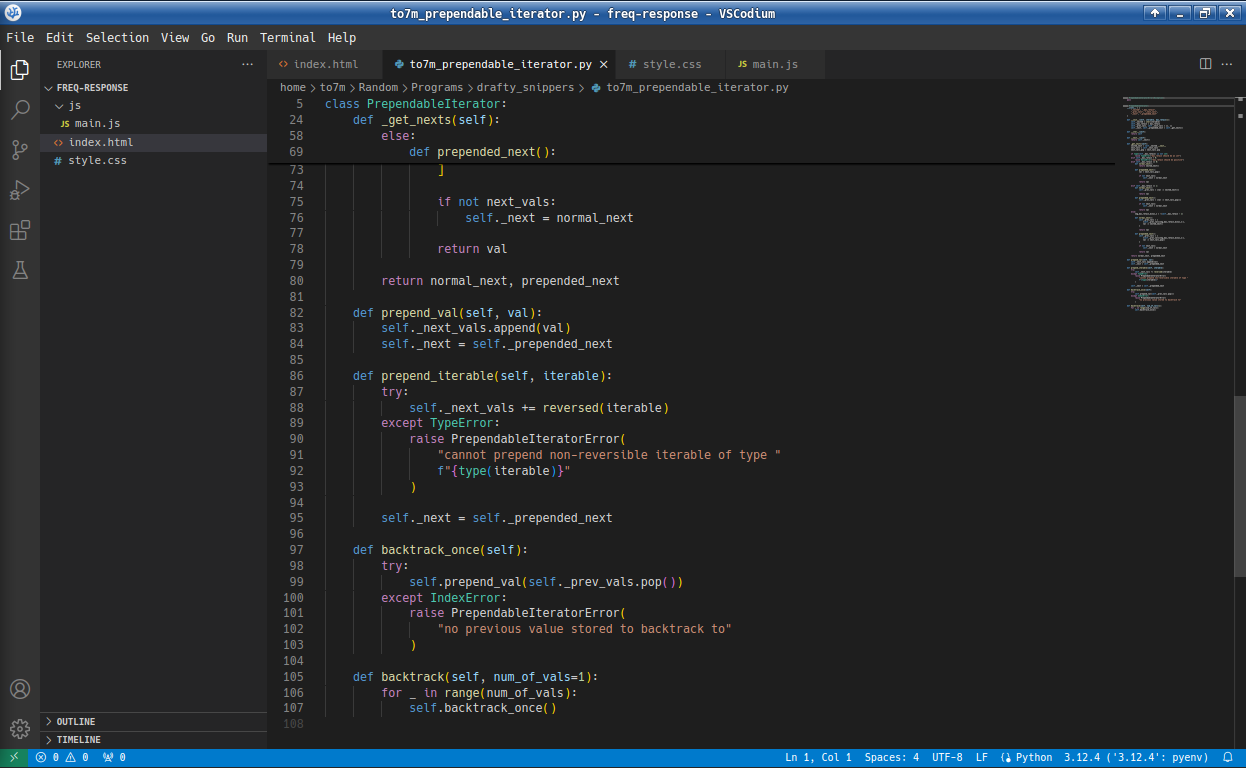 to7m_prependable_iterator.py - freq-response - VSCodium
File Edit Selection View Go Run Terminal Help
EXPLORER ···
FREQ-RESPONSE
js
JS main.js
<> index.html
# style.css
OUTLINE
TIMELINE
<> index.html
to7m_prependable_iterator.py ×
# style.css
JS main.js
home > to7m > Random > Programs > drafty_snippers > to7m_prependable_iterator.py
5 class PrependableIterator:
24     def _get_nexts(self):
58         else:
69             def prepended_next():
73                 ]
74
75                 if not next_vals:
76                     self._next = normal_next
77
78                 return val
79
80         return normal_next, prepended_next
81
82     def prepend_val(self, val):
83         self._next_vals.append(val)
84         self._next = self._prepended_next
85
86     def prepend_iterable(self, iterable):
87         try:
88             self._next_vals += reversed(iterable)
89         except TypeError:
90             raise PrependableIteratorError(
91                 "cannot prepend non-reversible iterable of type "
92                 f"{type(iterable)}"
93             )
94
95         self._next = self._prepended_next
96
97     def backtrack_once(self):
98         try:
99             self.prepend_val(self._prev_vals.pop())
100         except IndexError:
101             raise PrependableIteratorError(
102                 "no previous value stored to backtrack to"
103             )
104
105     def backtrack(self, num_of_vals=1):
106         for _ in range(num_of_vals):
107             self.backtrack_once()
108
0 0 0 Ln 1, Col 1 Spaces: 4 UTF-8 LF Python 3.12.4 ('3.12.4': pyenv)